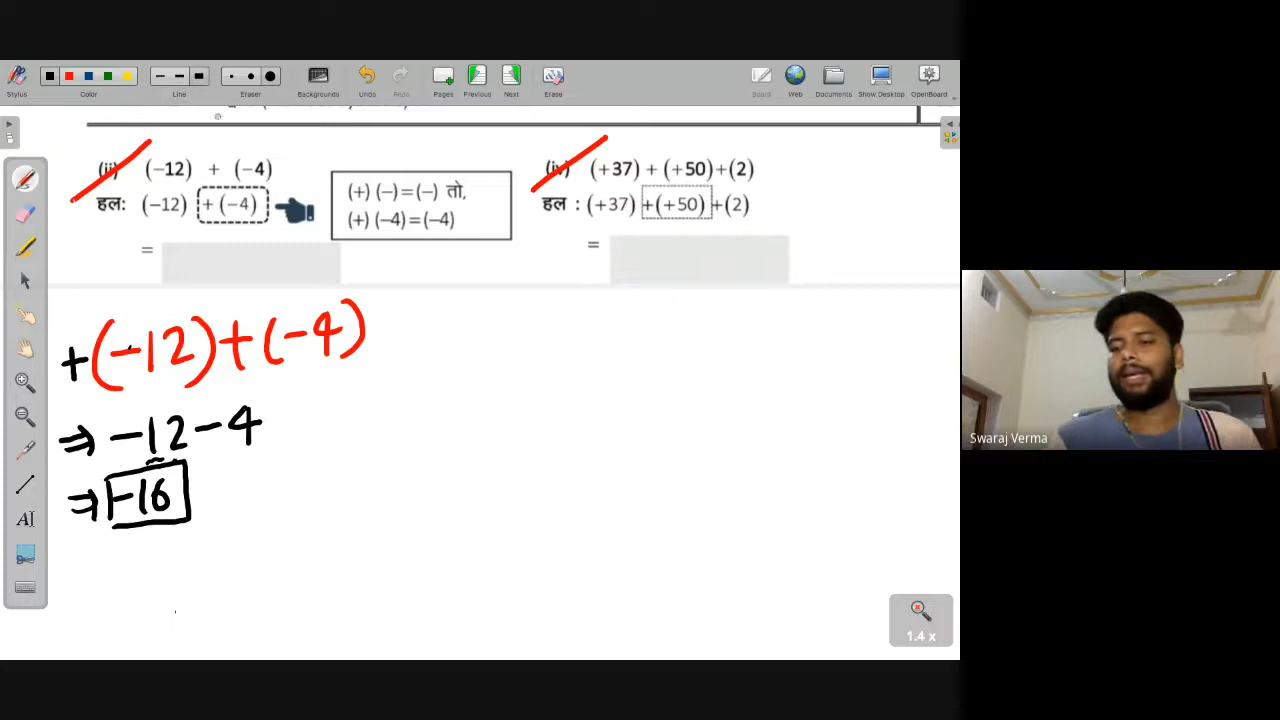 Stylus Color Line Eraser Backgrounds Undo Redo Pages Previous Next Erase Board Web Documents Show Desktop OpenBoard
(ii) (−12) + (−4)
हल: (−12) + (−4)
=
(+) (−) = (−) तो,
(+) (−4) = (−4)
(iv) (+37) + (+50)+(2)
हल : (+37) +(+50) +(2)
=
+(-12)+(-4)
⇒ -12-4
⇒ -16
Swaraj Verma
1.4 x